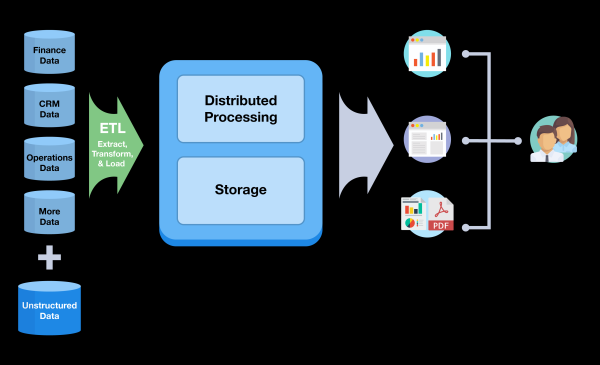 Finance
Data
CRM
Data
Operations
Data
More
Data
Unstructured
Data
ETL
Extract,
Transform,
& Load
Distributed
Processing
Storage
PDF